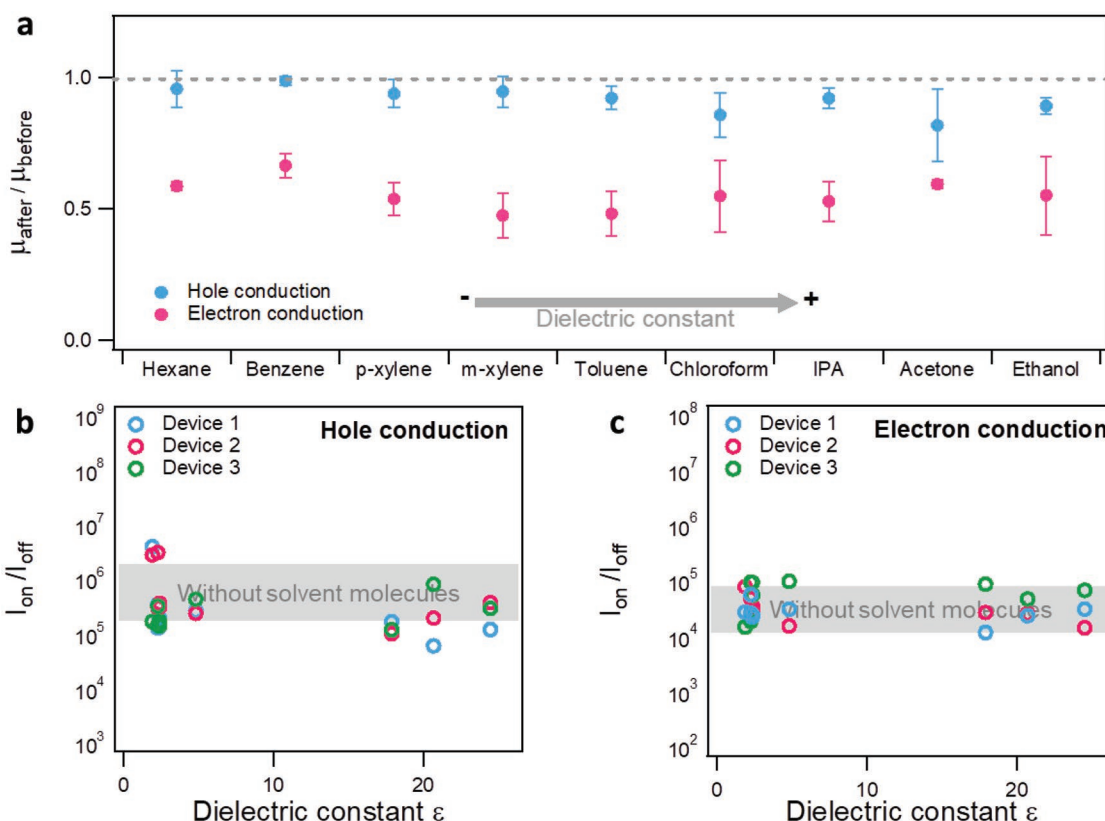 a
μafter / μbefore
1.0
0.5
0.0
Hole conduction
Electron conduction
- +
Dielectric constant
Hexane Benzene p-xylene m-xylene Toluene Chloroform IPA Acetone Ethanol
b
Ion /Ioff
10⁹
10⁸
10⁷
10⁶
10⁵
10⁴
10³
Device 1
Device 2
Device 3
Hole conduction
Without solvent molecules
0 10 20
Dielectric constant ε
c
Ion/Ioff
10⁸
10⁷
10⁶
10⁵
10⁴
10³
10²
Device 1
Device 2
Device 3
Electron conduction
Without solvent molecules
0 10 20
Dielectric constant ε